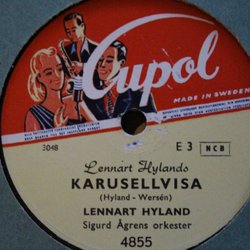 Cupol
MADE IN SWEDEN
3048
E 3 NCB
Lennart Hylands
KARUSELLVISA
(Hyland - Wersén)
LENNART HYLAND
Sigurd Ågrens orkester
4855